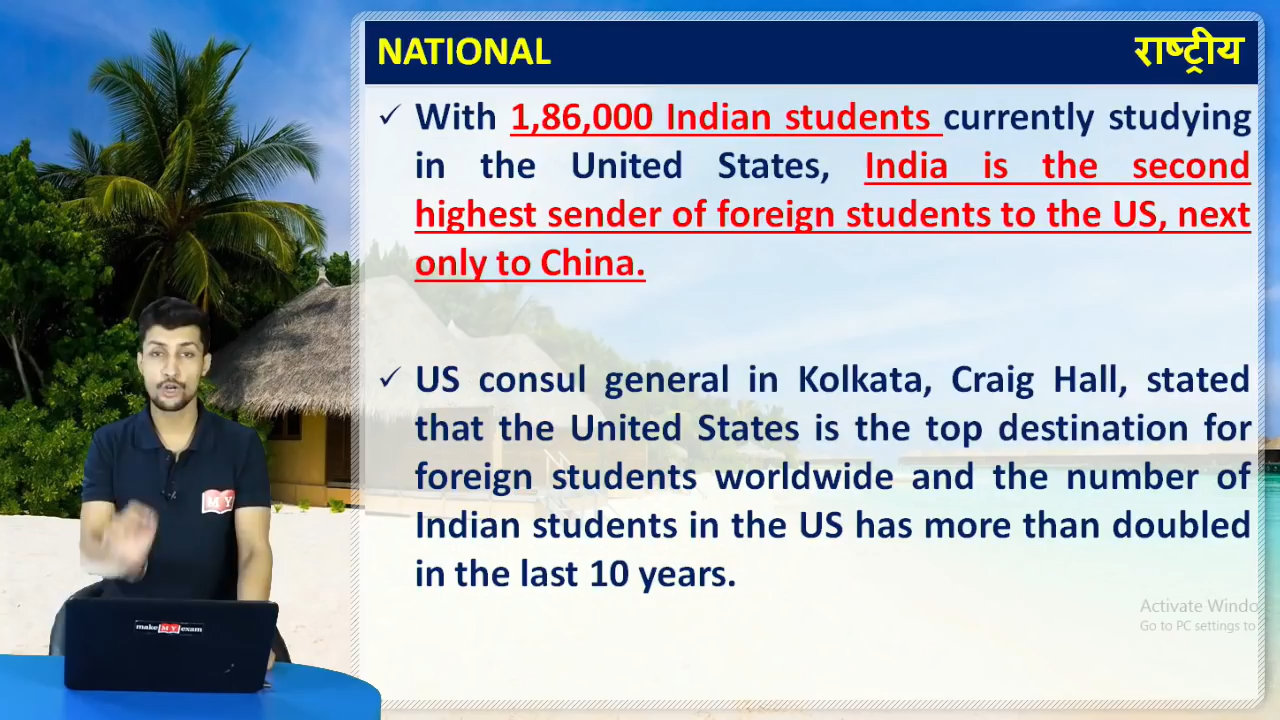 NATIONAL राष्ट्रीय
✓ With 1,86,000 Indian students currently studying
in the United States, India is the second
highest sender of foreign students to the US, next
only to China.
✓ US consul general in Kolkata, Craig Hall, stated
that the United States is the top destination for
foreign students worldwide and the number of
Indian students in the US has more than doubled
in the last 10 years.
M Y
make MY exam
Activate Windo
Go to PC settings to